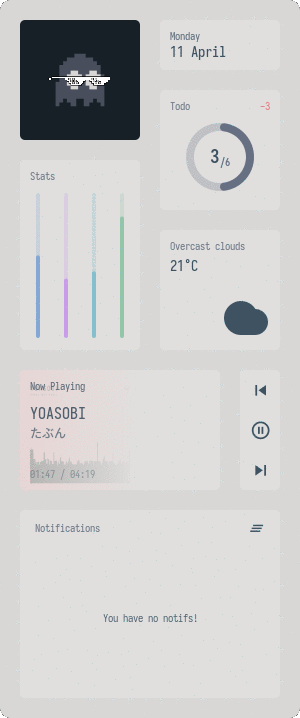 Monday
11 April
Todo
-3
3/6
Stats
Overcast clouds
21°C
Now Playing
YOASOBI
たぶん
01:47 / 04:19
Notifications
You have no notifs!